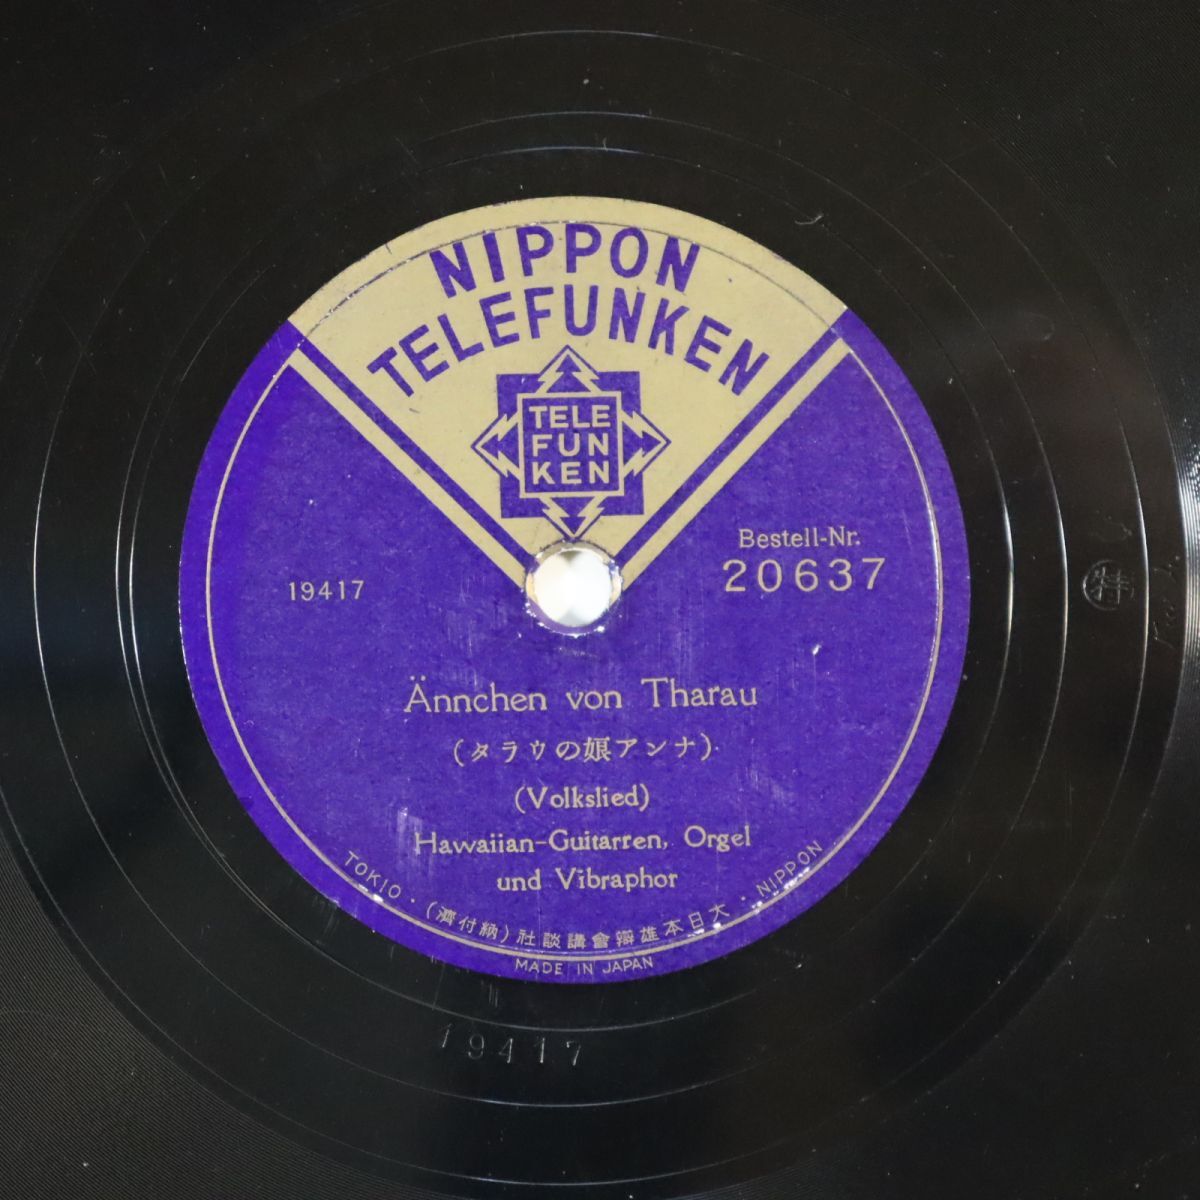 NIPPON
TELEFUNKEN
TELE
FUN
KEN
Bestell-Nr.
20637
19417
Ännchen von Tharau
(タラウの娘アンナ)
(Volkslied)
Hawaiian-Guitarren, Orgel
und Vibraphor
TOKIO · 大日本雄辯會講談社(納付濟) · NIPPON
MADE IN JAPAN
19417
特